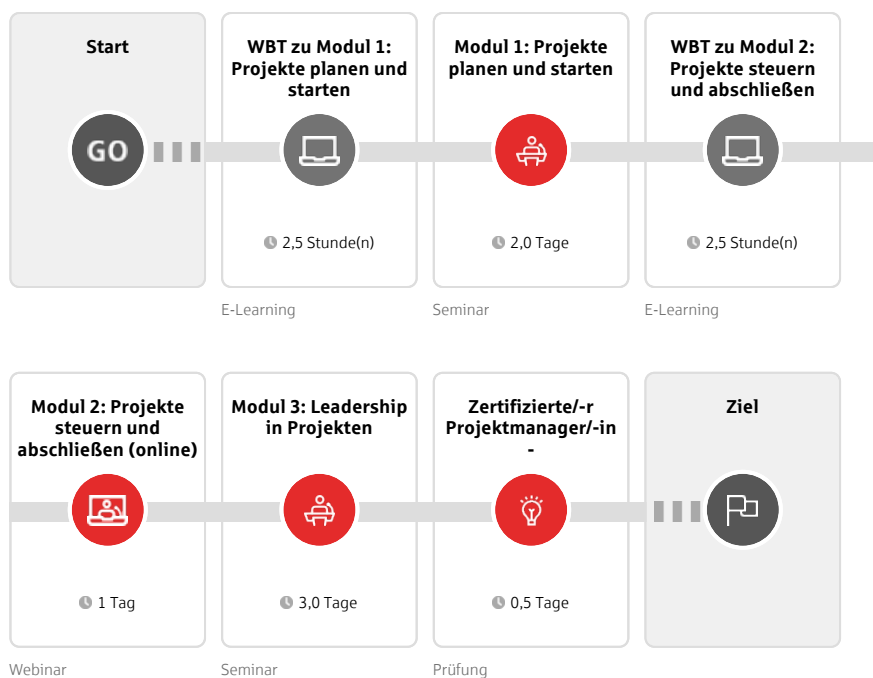 Start
WBT zu Modul 1:
Projekte planen und
starten
Modul 1: Projekte
planen und starten
WBT zu Modul 2:
Projekte steuern
und abschließen
GO
2,5 Stunde(n)
2,0 Tage
2,5 Stunde(n)
E-Learning
Seminar
E-Learning
Modul 2: Projekte
steuern und
abschließen (online)
Modul 3: Leadership
in Projekten
Zertifizierte/-r
Projektmanager/-in
-
Ziel
1 Tag
3,0 Tage
0,5 Tage
Webinar
Seminar
Prüfung